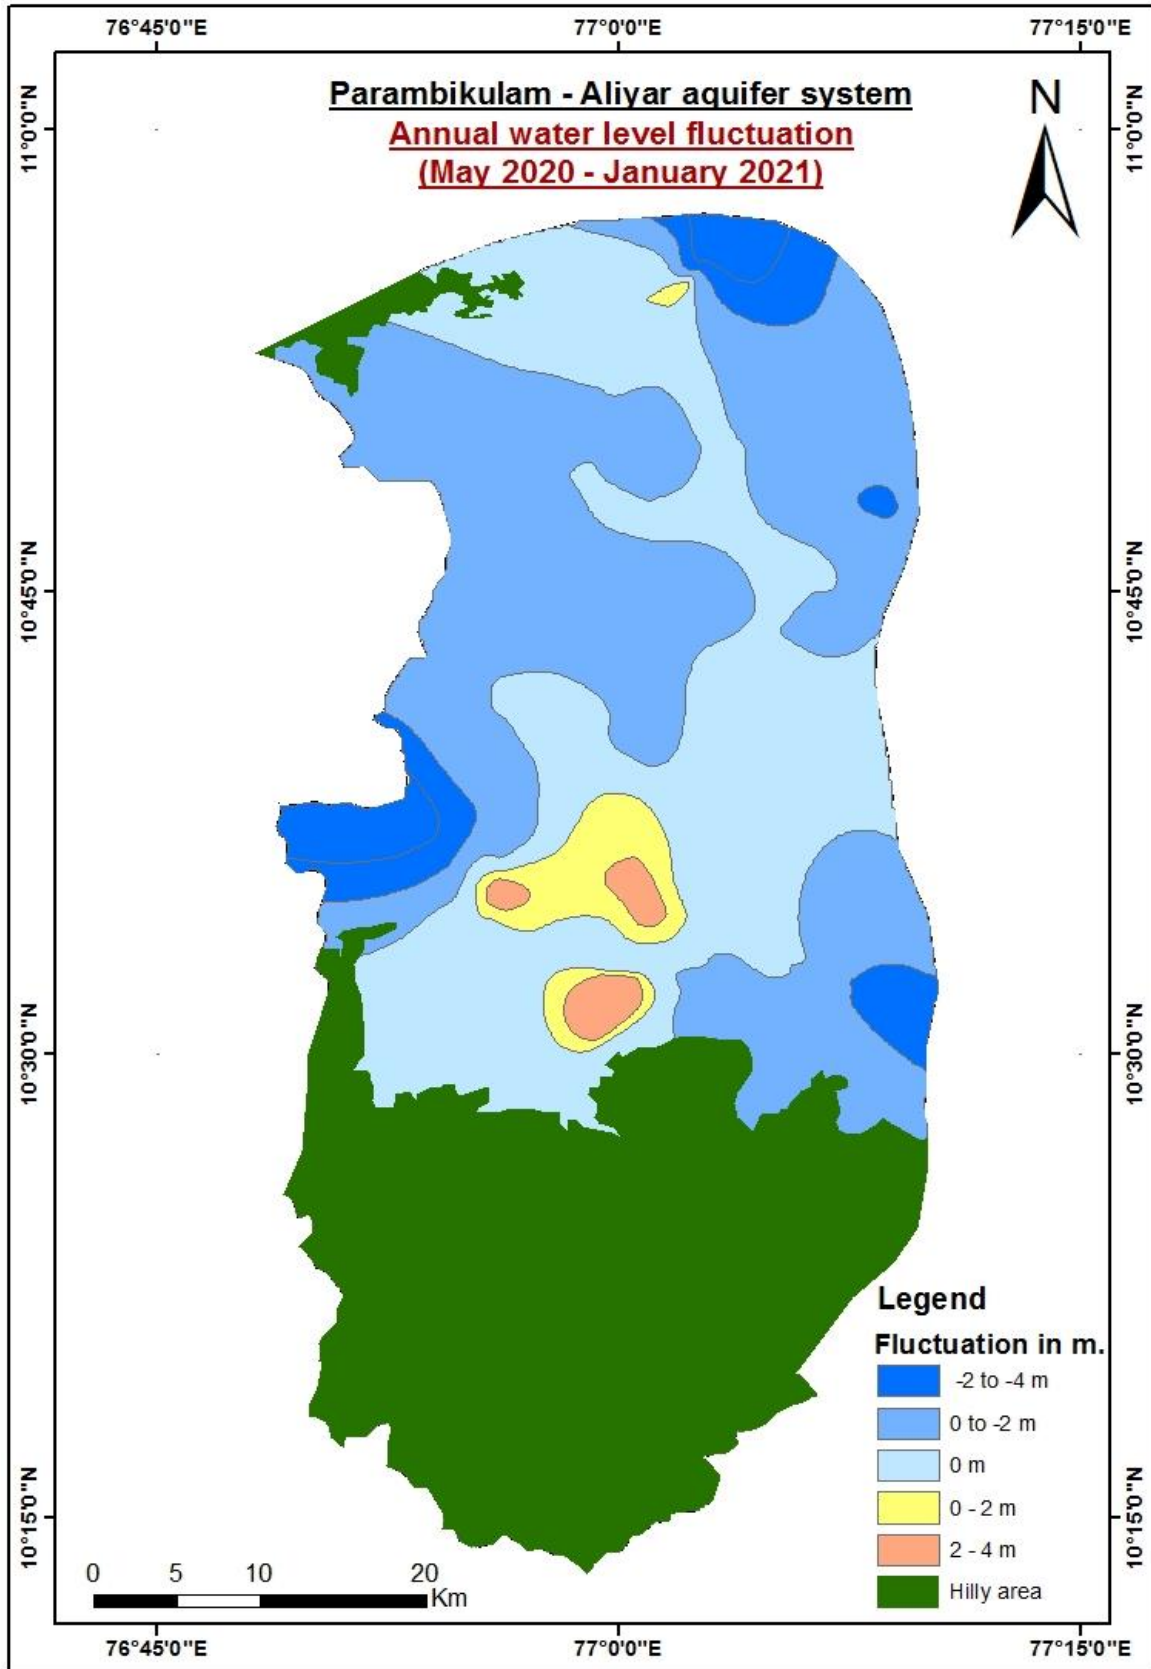 76°45'0"E 77°0'0"E 77°15'0"E
Parambikulam - Aliyar aquifer system
Annual water level fluctuation
(May 2020 - January 2021)
N
11°0'0"N 11°0'0"N
10°45'0"N 10°45'0"N
10°30'0"N 10°30'0"N
10°15'0"N 10°15'0"N
Legend
Fluctuation in m.
-2 to -4 m
0 to -2 m
0 m
0 - 2 m
2 - 4 m
Hilly area
0 5 10 20
Km
76°45'0"E 77°0'0"E 77°15'0"E